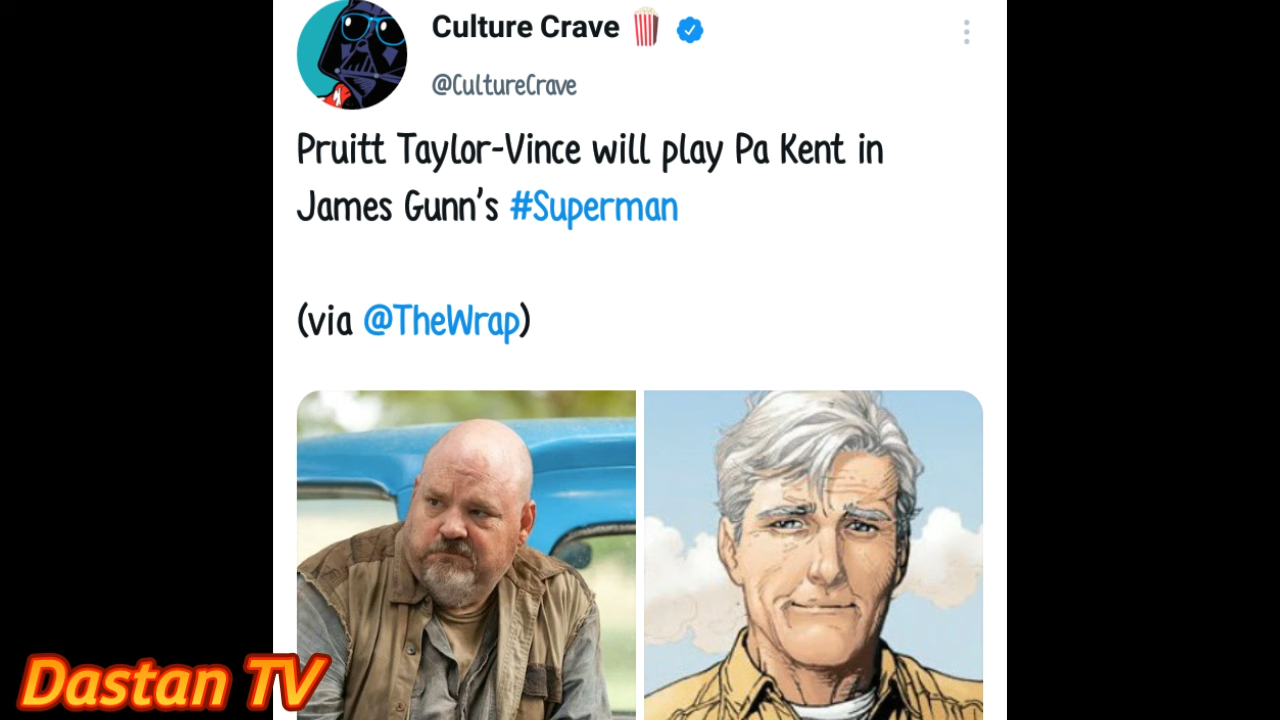 Culture Crave 🍿
@CultureCrave
Pruitt Taylor-Vince will play Pa Kent in
James Gunn's #Superman
(via @TheWrap)
Dastan TV